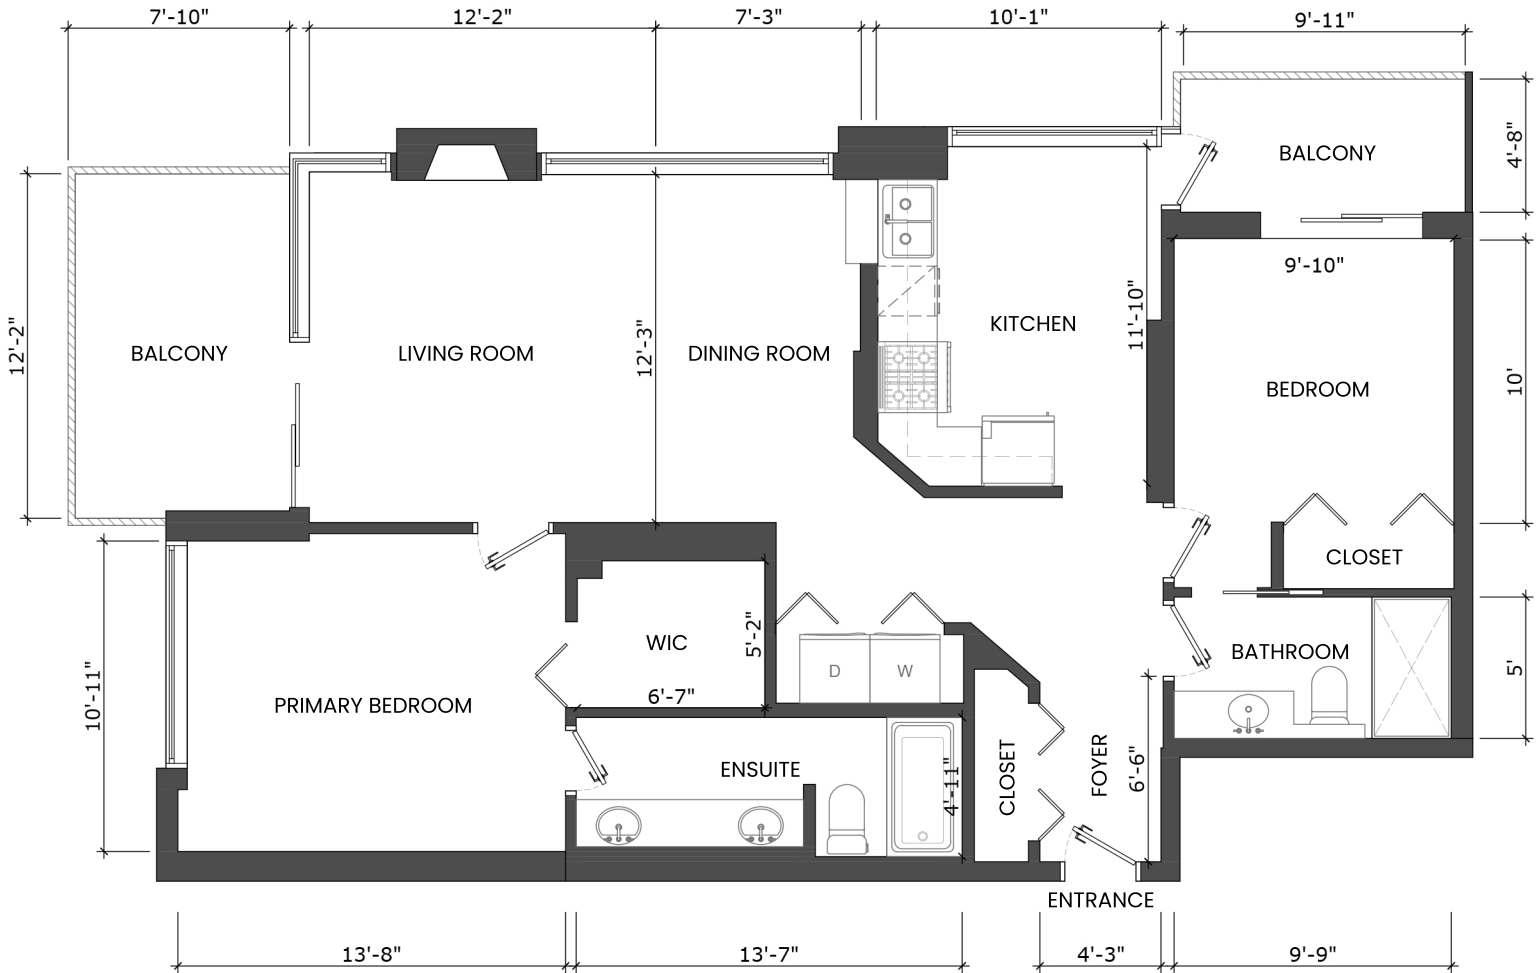 7'-10"
12'-2"
7'-3"
10'-1"
9'-11"
4'-8"
BALCONY
9'-10"
11'-10"
KITCHEN
12'-2"
BALCONY
LIVING ROOM
12'-3"
DINING ROOM
BEDROOM
10'
CLOSET
WIC
5'-2"
6'-7"
D
W
BATHROOM
5'
10'-11"
PRIMARY BEDROOM
ENSUITE
4'-11"
CLOSET
FOYER
6'-6"
ENTRANCE
13'-8"
13'-7"
4'-3"
9'-9"